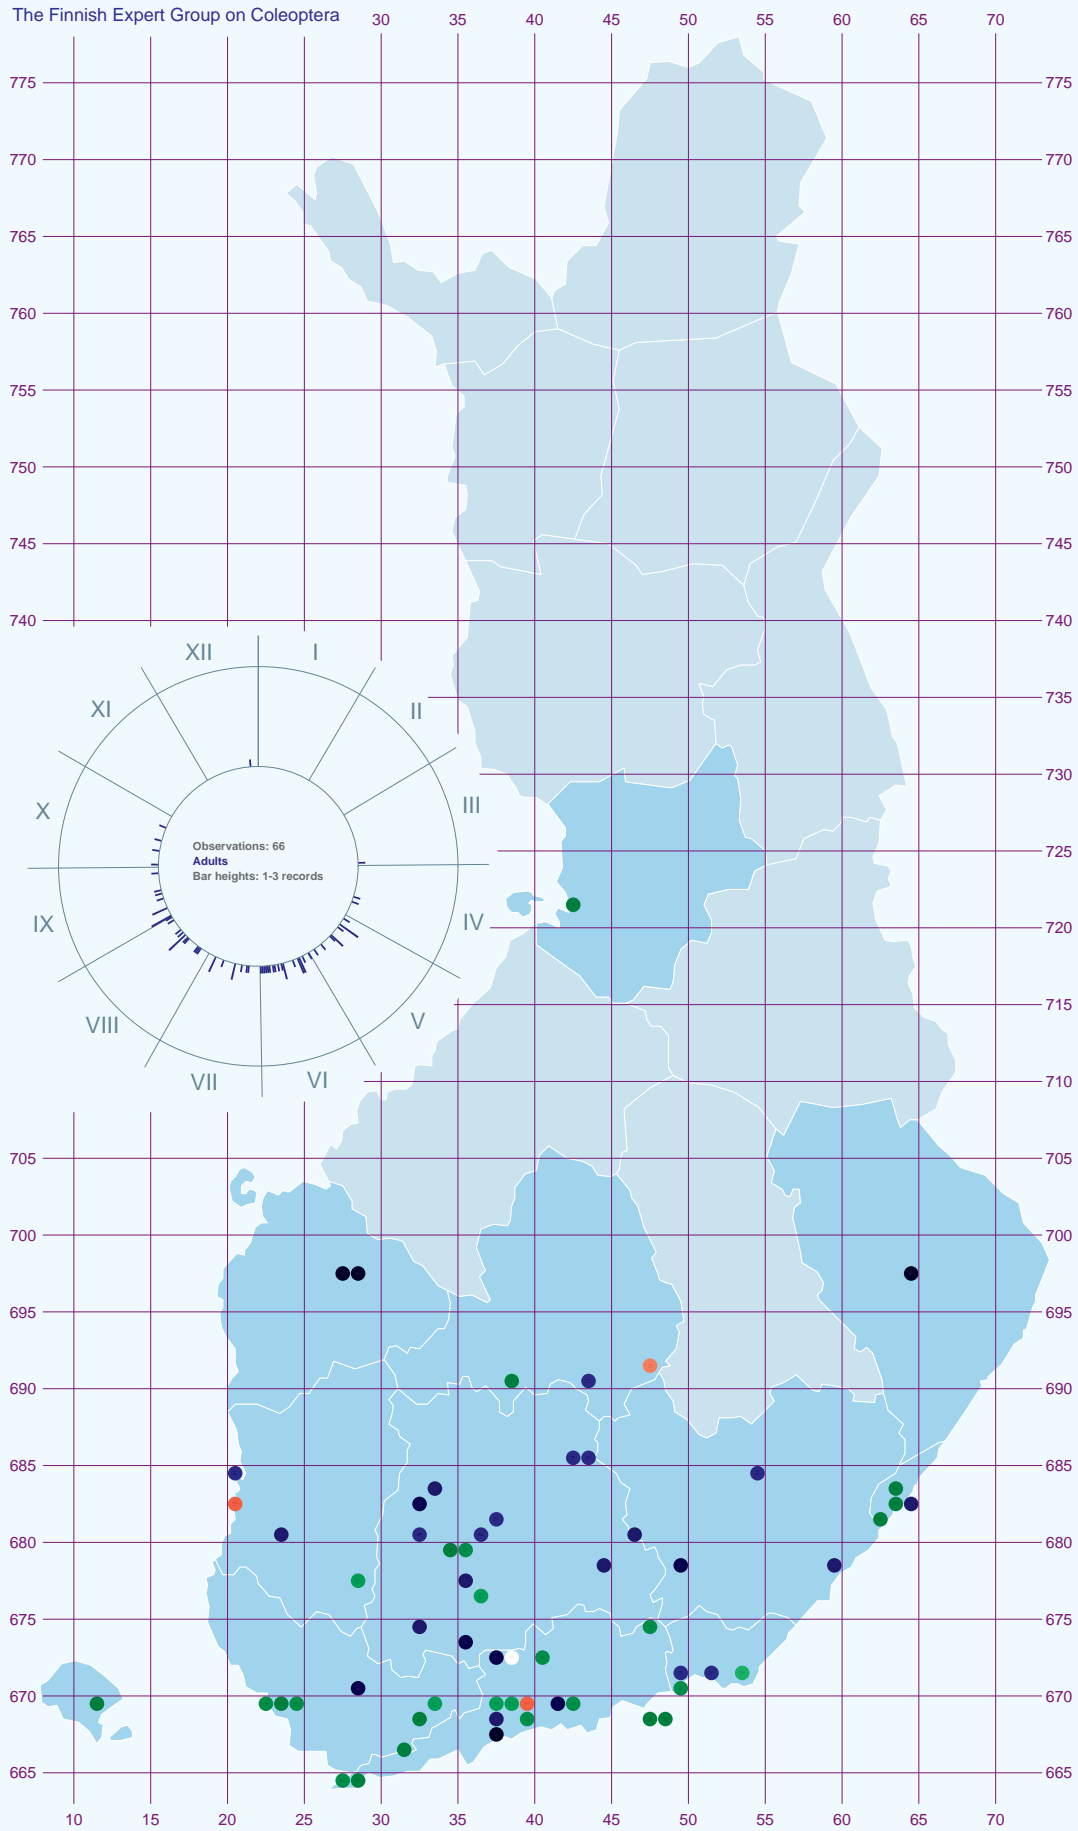 The Finnish Expert Group on Coleoptera
30 35 40 45 50 55 60 65 70
775 775
770 770
765 765
760 760
755 755
750 750
745 745
740 740
XII I
735
XI II
730
III
X
Observations: 66
725
Adults
Bar heights: 1-3 records
IX IV
720
715
VIII V
VII VI
710
705 705
700 700
695 695
690 690
685 685
680 680
675 675
670 670
665 665
10 15 20 25 30 35 40 45 50 55 60 65 70